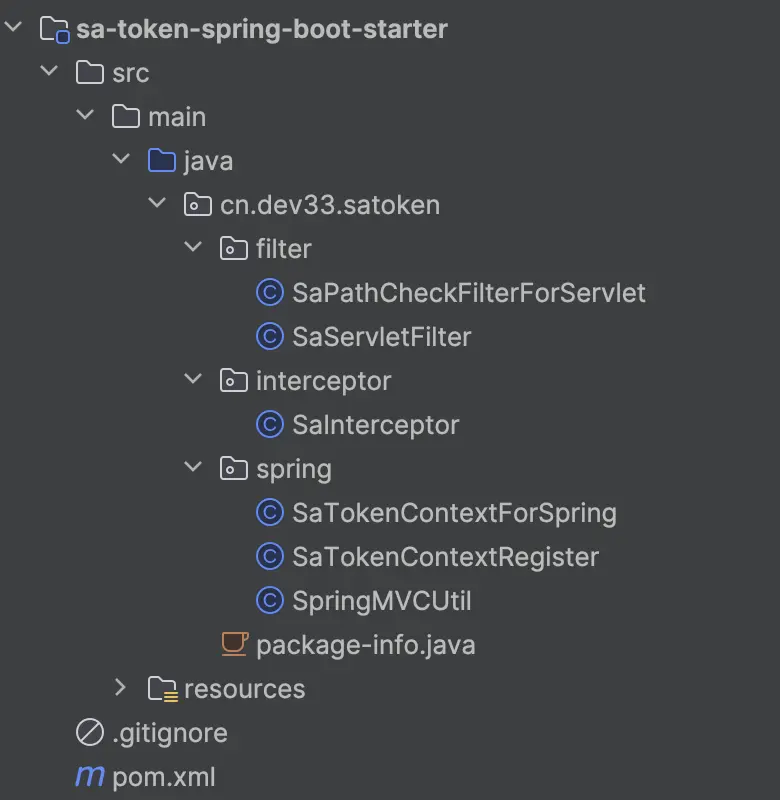 sa-token-spring-boot-starter
src
main
java
cn.dev33.satoken
filter
SaPathCheckFilterForServlet
SaServletFilter
interceptor
SaInterceptor
spring
SaTokenContextForSpring
SaTokenContextRegister
SpringMVCUtil
package-info.java
resources
.gitignore
pom.xml